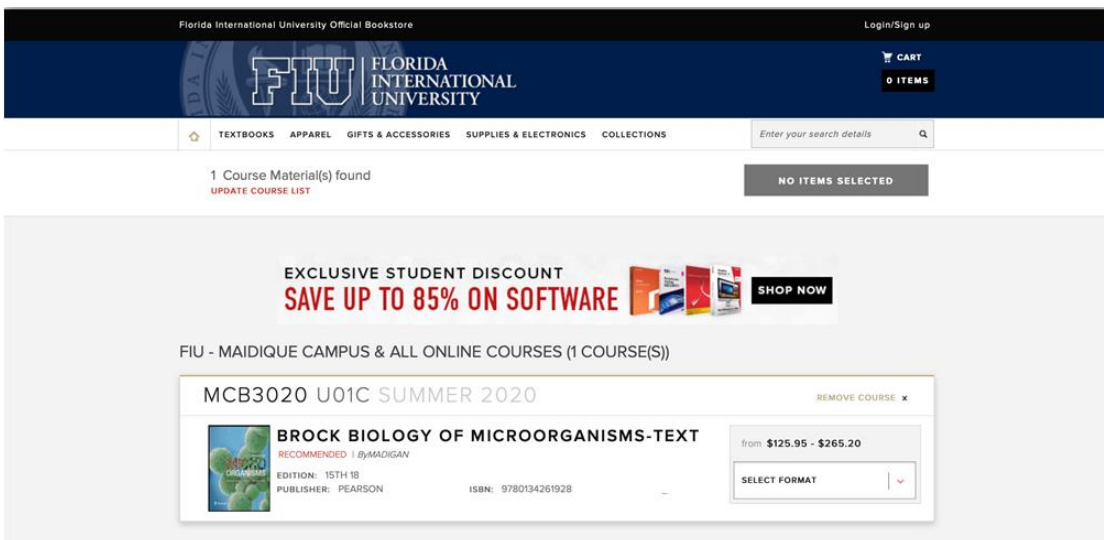 Florida International University Official Bookstore
Login/Sign up
FIU
FLORIDA
INTERNATIONAL
UNIVERSITY
CART
0 ITEMS
TEXTBOOKS APPAREL GIFTS & ACCESSORIES SUPPLIES & ELECTRONICS COLLECTIONS
Enter your search details
1 Course Material(s) found
UPDATE COURSE LIST
NO ITEMS SELECTED
EXCLUSIVE STUDENT DISCOUNT
SAVE UP TO 85% ON SOFTWARE
SHOP NOW
FIU - MAIDIQUE CAMPUS & ALL ONLINE COURSES (1 COURSE(S))
MCB3020 U01C SUMMER 2020
REMOVE COURSE x
BROCK BIOLOGY OF MICROORGANISMS-TEXT
RECOMMENDED | ByMADIGAN
EDITION: 15TH 18
PUBLISHER: PEARSON
ISBN: 9780134261928
from $125.95 - $265.20
SELECT FORMAT